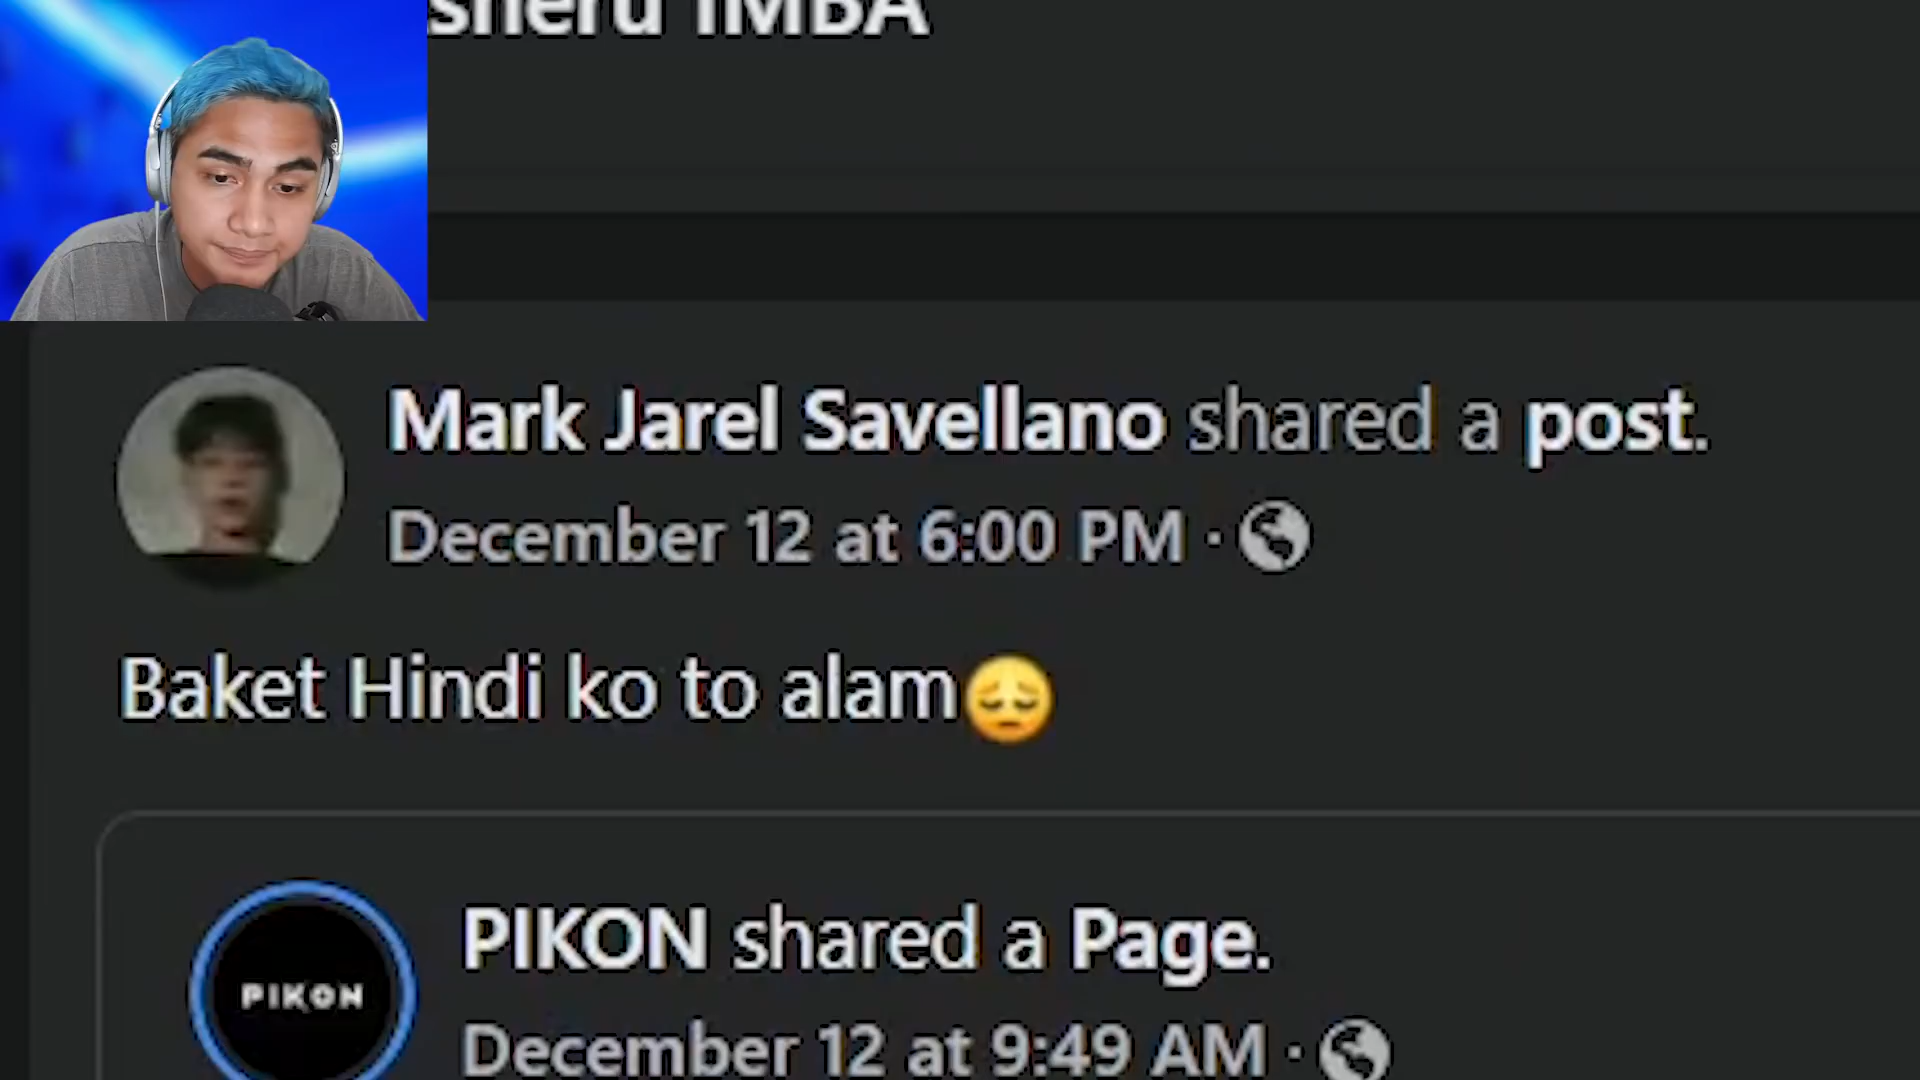 IMBA
Mark Jarel Savellano shared a post.
December 12 at 6:00 PM ·
Baket Hindi ko to alam😔
PIKON shared a Page.
PIKON
December 12 at 9:49 AM ·